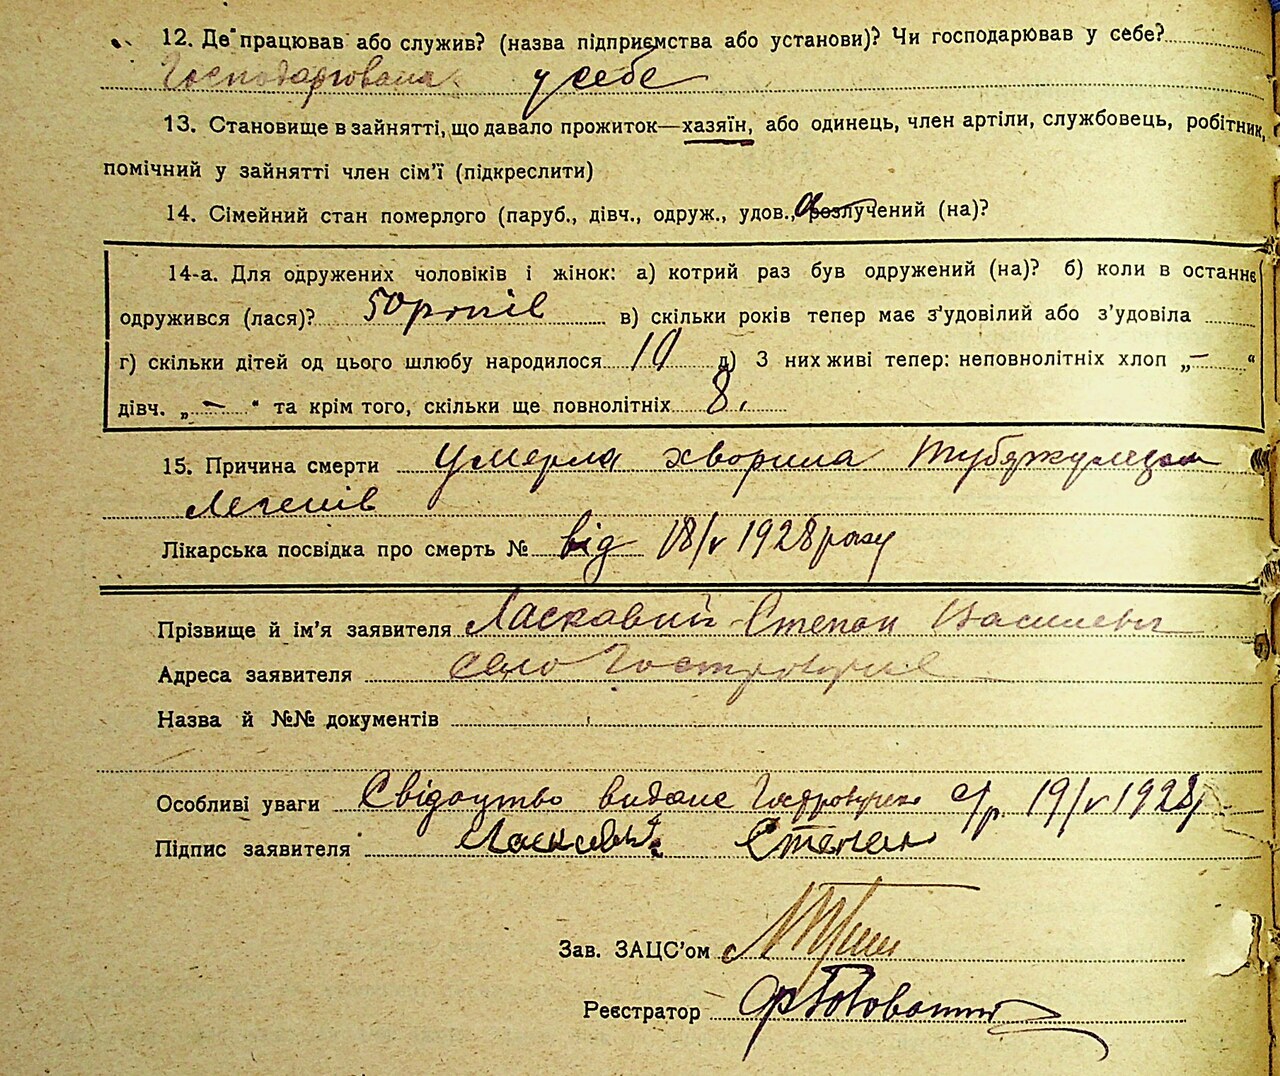 12. Де працював або служив? (назва підприємства або установи)? Чи господарював у себе?
Господарювала у себе
13. Становище в зайнятті, що давало прожиток—хазяїн, або одинець, член артіли, службовець, робітник,
помічний у зайнятті член сім’ї (підкреслити)
14. Сімейний стан померлого (паруб., дівч., одруж., удов., розлучений (на)?
14-а. Для одружених чоловіків і жінок: а) котрий раз був одружений (на)? б) коли в останнє
одружився (лася)? 50 років в) скільки років тепер має з’удовілий або з’удовіла
г) скільки дітей од цього шлюбу народилося 10 д) З них живі тепер: неповнолітніх хлоп „ — “
дівч. „ — “ та крім того, скільки ще повнолітніх 8.
15. Причина смерти умерла хворила
Легенів
Лікарська посвідка про смерть № від 18/V 1928 року
Прізвище й ім’я заявителя Ласкавий Степан
Адреса заявителя село
Назва й №№ документів
Особливі уваги Свідоцтво видане с/р. 19/V 1928р
Підпис заявителя Ласкавий Степан
Зав. ЗАЦС’ом
Реєстратор